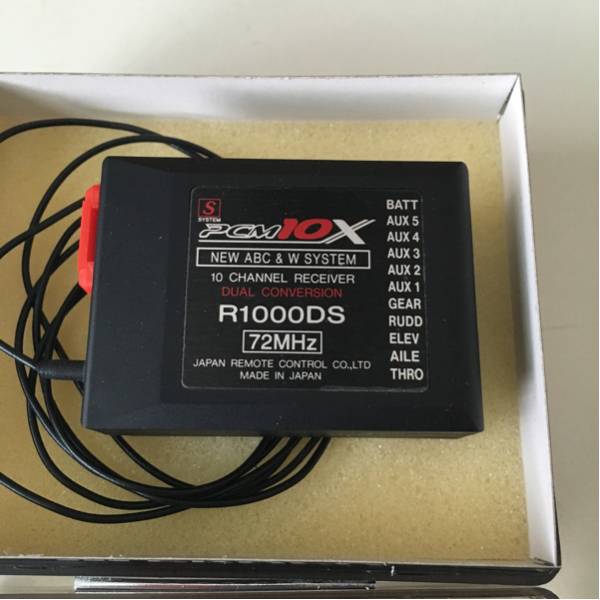 S
SYSTEM
PCM10X
NEW ABC & W SYSTEM
10 CHANNEL RECEIVER
DUAL CONVERSION
R1000DS
72MHz
JAPAN REMOTE CONTROL CO.,LTD
MADE IN JAPAN
BATT
AUX 5
AUX 4
AUX 3
AUX 2
AUX 1
GEAR
RUDD
ELEV
AILE
THRO